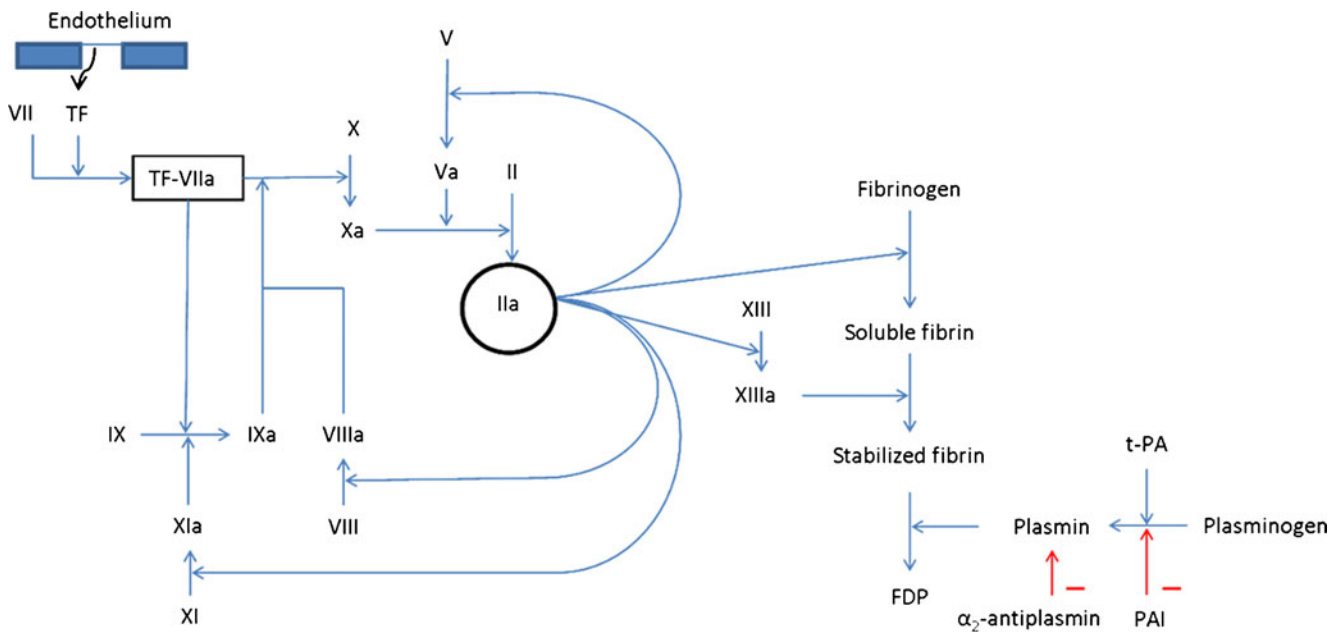 Endothelium
V
VII TF
X
TF-VIIa
Va II
Fibrinogen
Xa
IIa
XIII
Soluble fibrin
XIIIa
IX IXa VIIIa
Stabilized fibrin
t-PA
XIa VIII
Plasmin Plasminogen
FDP
XI
α₂-antiplasmin PAI